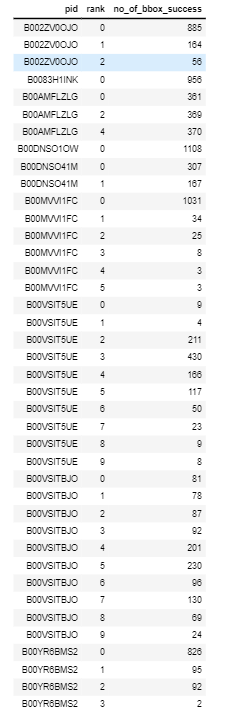 pid rank no_of_bbox_success
B002ZV0OJO 0 885
B002ZV0OJO 1 164
B002ZV0OJO 2 56
B0083H1INK 0 956
B00AMFLZLG 0 361
B00AMFLZLG 2 369
B00AMFLZLG 4 370
B00DNSO1OW 0 1108
B00DNSO41M 0 307
B00DNSO41M 1 167
B00MVVI1FC 0 1031
B00MVVI1FC 1 34
B00MVVI1FC 2 25
B00MVVI1FC 3 8
B00MVVI1FC 4 3
B00MVVI1FC 5 3
B00VSIT5UE 0 9
B00VSIT5UE 1 4
B00VSIT5UE 2 211
B00VSIT5UE 3 430
B00VSIT5UE 4 166
B00VSIT5UE 5 117
B00VSIT5UE 6 50
B00VSIT5UE 7 23
B00VSIT5UE 8 9
B00VSIT5UE 9 8
B00VSITBJO 0 81
B00VSITBJO 1 78
B00VSITBJO 2 87
B00VSITBJO 3 92
B00VSITBJO 4 201
B00VSITBJO 5 230
B00VSITBJO 6 96
B00VSITBJO 7 130
B00VSITBJO 8 69
B00VSITBJO 9 24
B00YR6BMS2 0 826
B00YR6BMS2 1 95
B00YR6BMS2 2 92
B00YR6BMS2 3 2